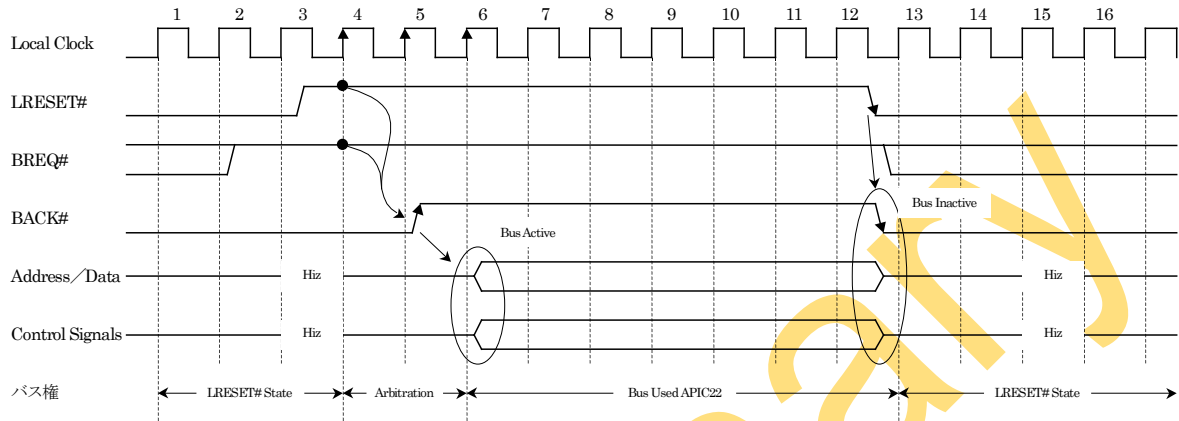 1 2 3 4 5 6 7 8 9 10 11 12 13 14 15 16
Local Clock
LRESET#
BREQ#
BACK#
Bus Active
Bus Inactive
Address／Data
Hiz
Hiz
Control Signals
Hiz
Hiz
バス権
LRESET# State
Arbitration
Bus Used APIC22
LRESET# State
ary